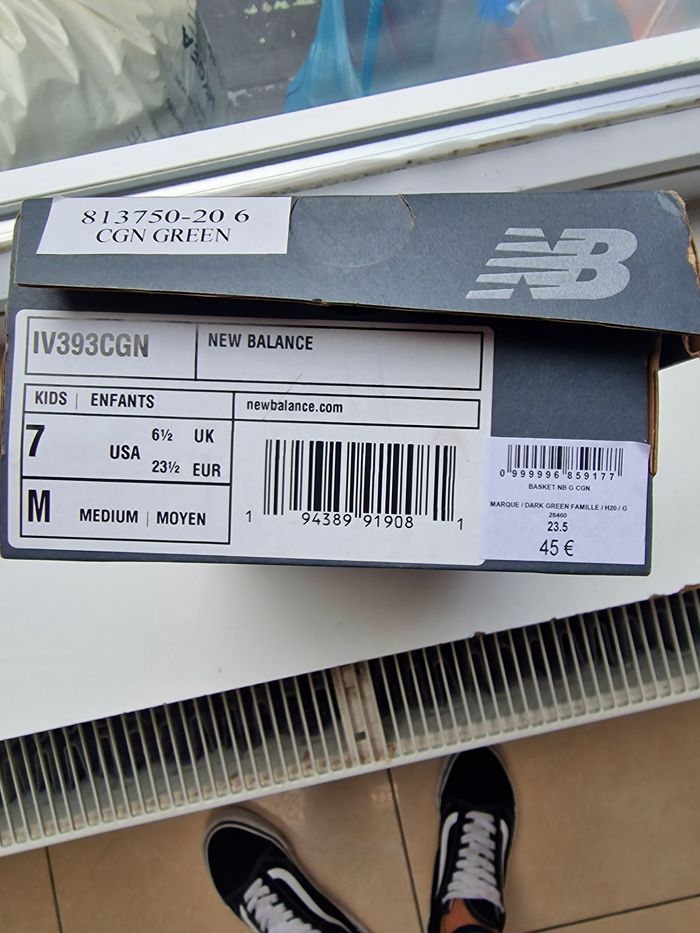 813750-20 6
CGN GREEN
NB
IV393CGN
NEW BALANCE
KIDS | ENFANTS
newbalance.com
7
USA
6½ UK
23½ EUR
M
MEDIUM | MOYEN
1 94389 91908 1
0 999996 859177
BASKET NB G CGN
MARQUE / DARK GREEN FAMILLE / H20 / G
28460
23.5
45 €